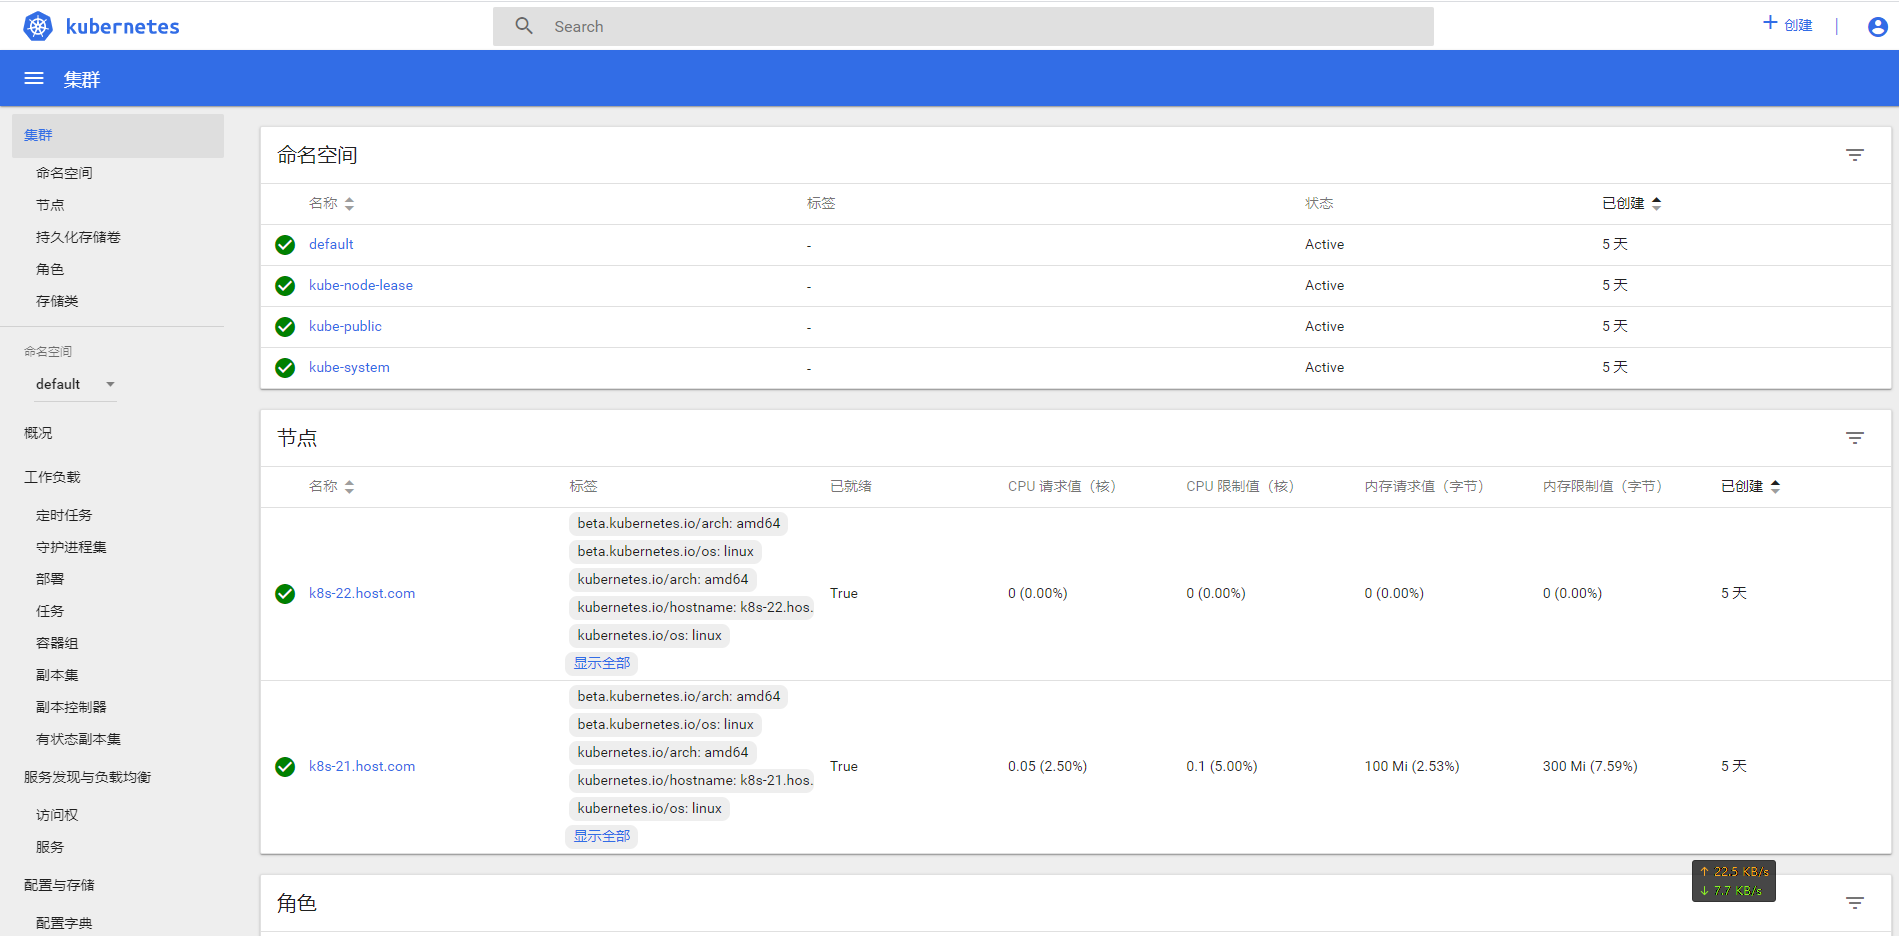 kubernetes
Search
+ 创建
集群
集群
命名空间
节点
持久化存储卷
角色
存储类
命名空间
default
概况
工作负载
定时任务
守护进程集
部署
任务
容器组
副本集
副本控制器
有状态副本集
服务发现与负载均衡
访问权
服务
配置与存储
配置字典
命名空间
名称 标签 状态 已创建
default - Active 5 天
kube-node-lease - Active 5 天
kube-public - Active 5 天
kube-system - Active 5 天
节点
名称 标签 已就绪 CPU 请求值（核） CPU 限制值（核） 内存请求值（字节） 内存限制值（字节） 已创建
beta.kubernetes.io/arch: amd64
beta.kubernetes.io/os: linux
kubernetes.io/arch: amd64
k8s-22.host.com True 0 (0.00%) 0 (0.00%) 0 (0.00%) 0 (0.00%) 5 天
kubernetes.io/hostname: k8s-22.hos.
kubernetes.io/os: linux
显示全部
beta.kubernetes.io/arch: amd64
beta.kubernetes.io/os: linux
kubernetes.io/arch: amd64
k8s-21.host.com True 0.05 (2.50%) 0.1 (5.00%) 100 Mi (2.53%) 300 Mi (7.59%) 5 天
kubernetes.io/hostname: k8s-21.hos.
kubernetes.io/os: linux
显示全部
角色
↑ 22.5 KB/s
↓ 7.7 KB/s